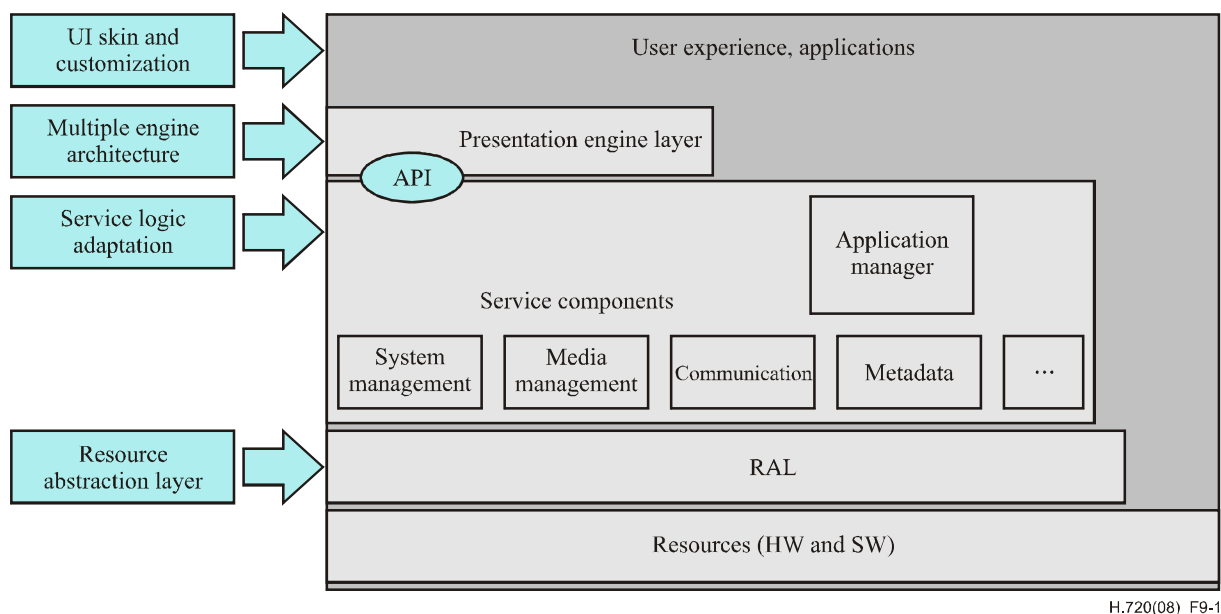 UI skin and
customization
User experience, applications
Multiple engine
architecture
Presentation engine layer
API
Service logic
adaptation
Application
manager
Service components
System
management
Media
management
Communication
Metadata
...
Resource
abstraction layer
RAL
Resources (HW and SW)
H.720(08)_F9-1